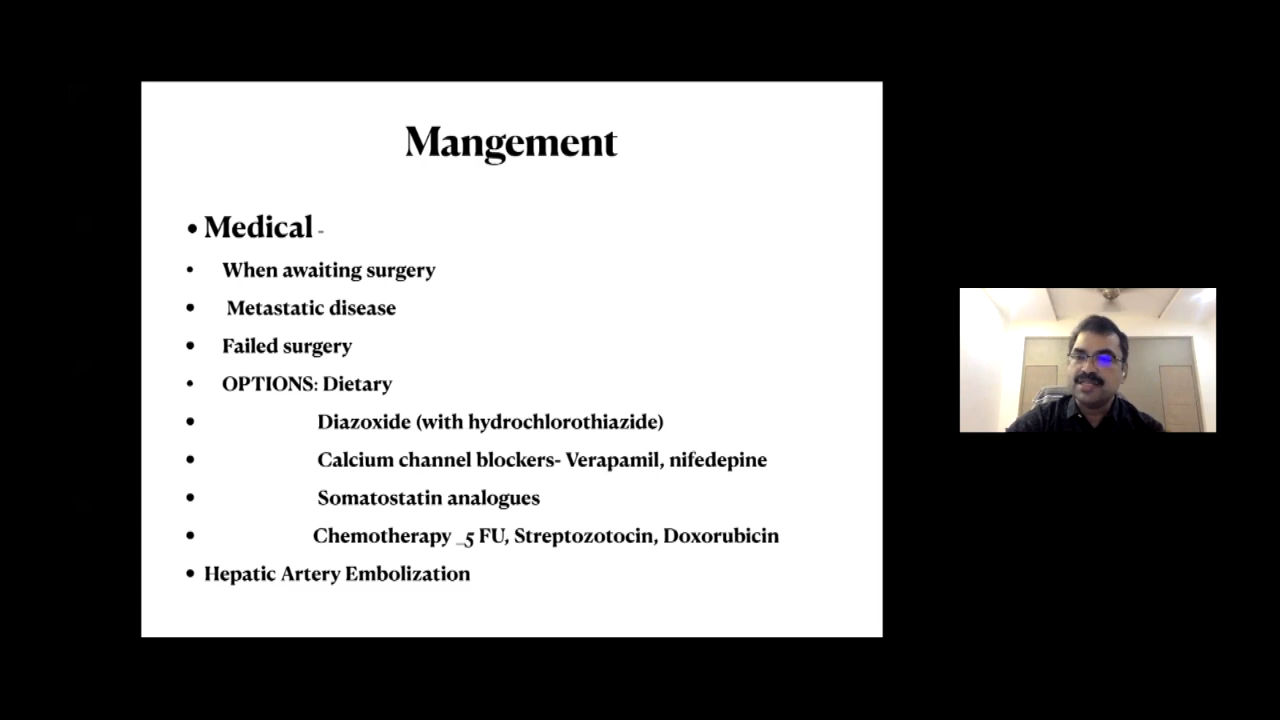 Mangement
• Medical -
• When awaiting surgery
• Metastatic disease
• Failed surgery
• OPTIONS: Dietary
• Diazoxide (with hydrochlorothiazide)
• Calcium channel blockers- Verapamil, nifedepine
• Somatostatin analogues
• Chemotherapy _5 FU, Streptozotocin, Doxorubicin
• Hepatic Artery Embolization